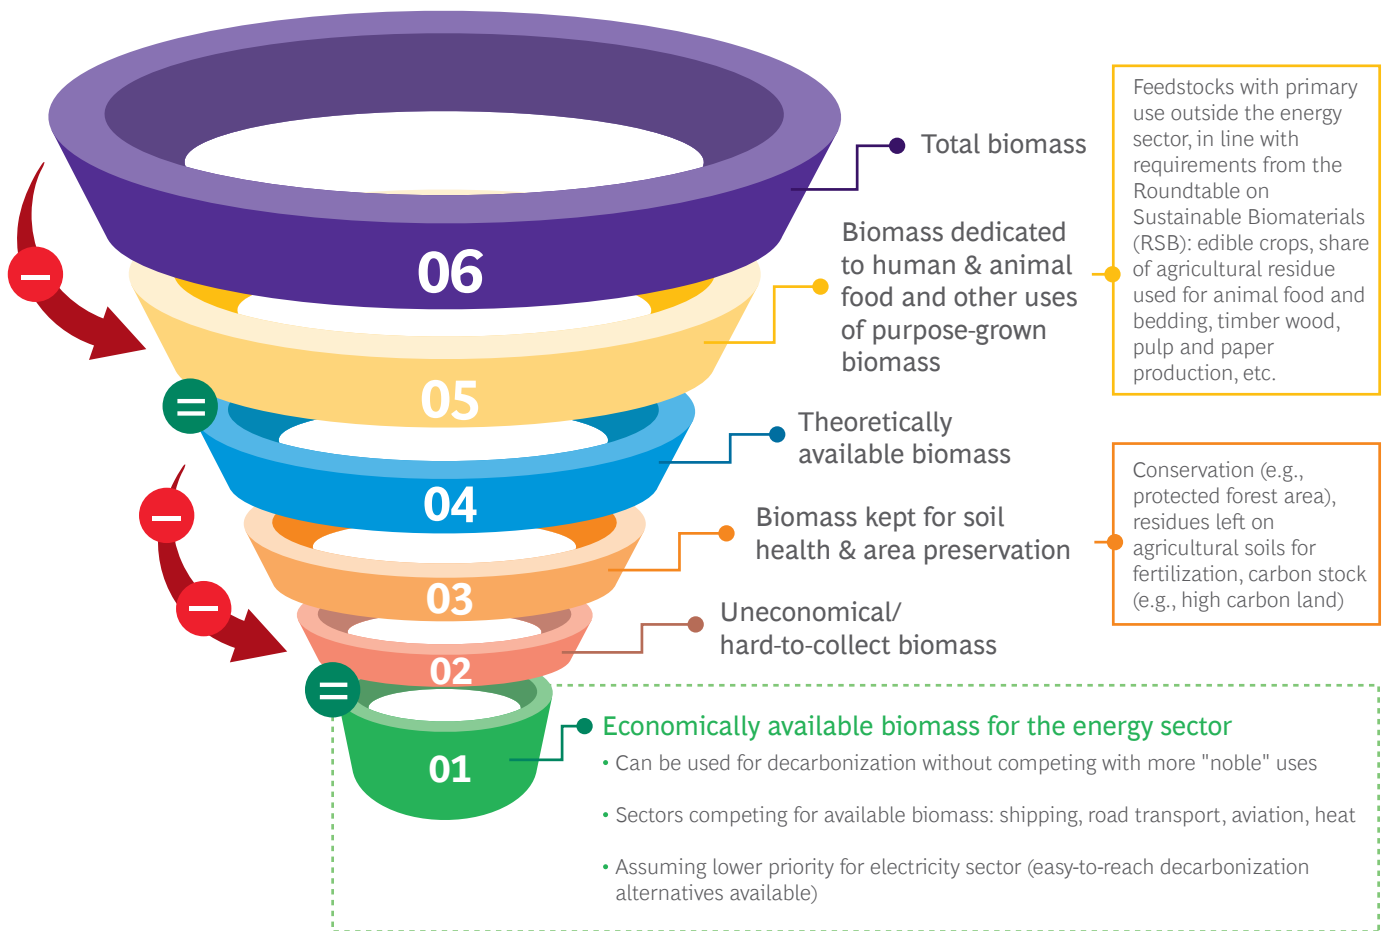 Total biomass
06
Biomass dedicated
to human & animal
food and other uses
of purpose-grown
biomass
05
Feedstocks with primary
use outside the energy
sector, in line with
requirements from the
Roundtable on
Sustainable Biomaterials
(RSB): edible crops, share
of agricultural residue
used for animal food and
bedding, timber wood,
pulp and paper
production, etc.
Theoretically
available biomass
04
Biomass kept for soil
health & area preservation
03
Conservation (e.g.,
protected forest area),
residues left on
agricultural soils for
fertilization, carbon stock
(e.g., high carbon land)
Uneconomical/
hard-to-collect biomass
02
Economically available biomass for the energy sector
01
• Can be used for decarbonization without competing with more "noble" uses
• Sectors competing for available biomass: shipping, road transport, aviation, heat
• Assuming lower priority for electricity sector (easy-to-reach decarbonization
alternatives available)